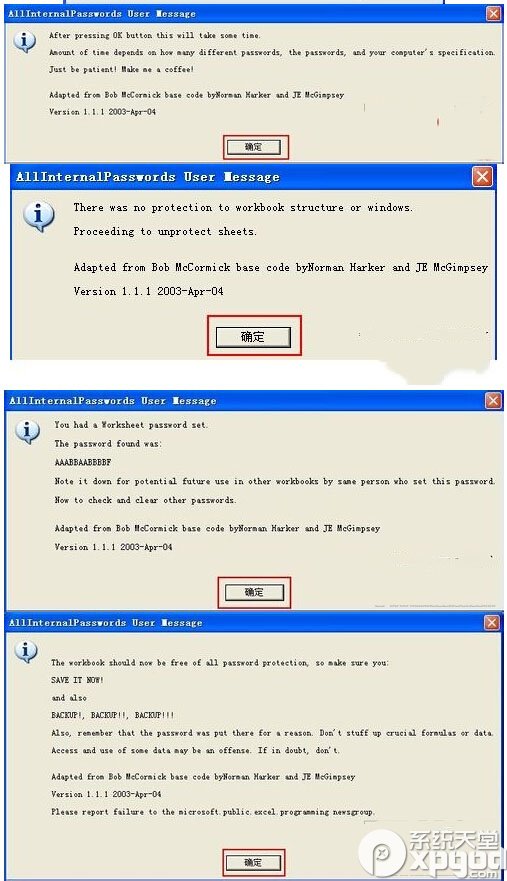 AllInternalPasswords User Message
After pressing OK button this will take some time.
Amount of time depends on how many different passwords, the passwords, and your computer's specification.
Just be patient! Make me a coffee!
Adapted from Bob McCormick base code byNorman Harker and JE McGimpsey
Version 1.1.1 2003-Apr-04
确定
AllInternalPasswords User Message
There was no protection to workbook structure or windows.
Proceeding to unprotect sheets.
Adapted from Bob McCormick base code byNorman Harker and JE McGimpsey
Version 1.1.1 2003-Apr-04
确定
AllInternalPasswords User Message
You had a Worksheet password set.
The password found was:
AAABBAABBBBF
Note it down for potential future use in other workbooks by same person who set this password.
Now to check and clear other passwords.
Adapted from Bob McCormick base code byNorman Harker and JE McGimpsey
Version 1.1.1 2003-Apr-04
确定
AllInternalPasswords User Message
The workbook should now be free of all password protection, so make sure you:
SAVE IT NOW!
and also
BACKUP!, BACKUP!!, BACKUP!!!
Also, remember that the password was put there for a reason. Don't stuff up crucial formulas or data.
Access and use of some data may be an offense. If in doubt, don't.
Adapted from Bob McCormick base code byNorman Harker and JE McGimpsey
Version 1.1.1 2003-Apr-04
Please report failure to the microsoft.public.excel.programming newsgroup.
确定
系统天堂
xpgod